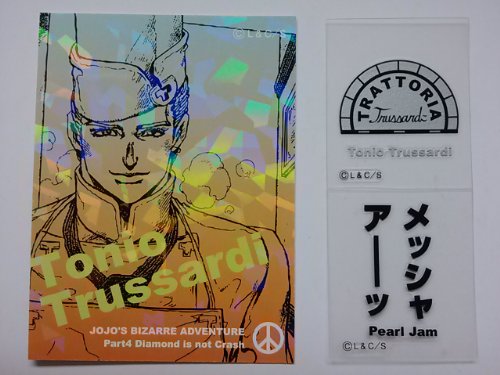 ©L&C/S
Tonio
Trussardi
JOJO'S BIZARRE ADVENTURE
Part4 Diamond is not Crash
TRATTORIA
Trussardi
Tonio Trussardi
©L&C/S
メッシャ
アーーッ
Pearl Jam
©L&C/S